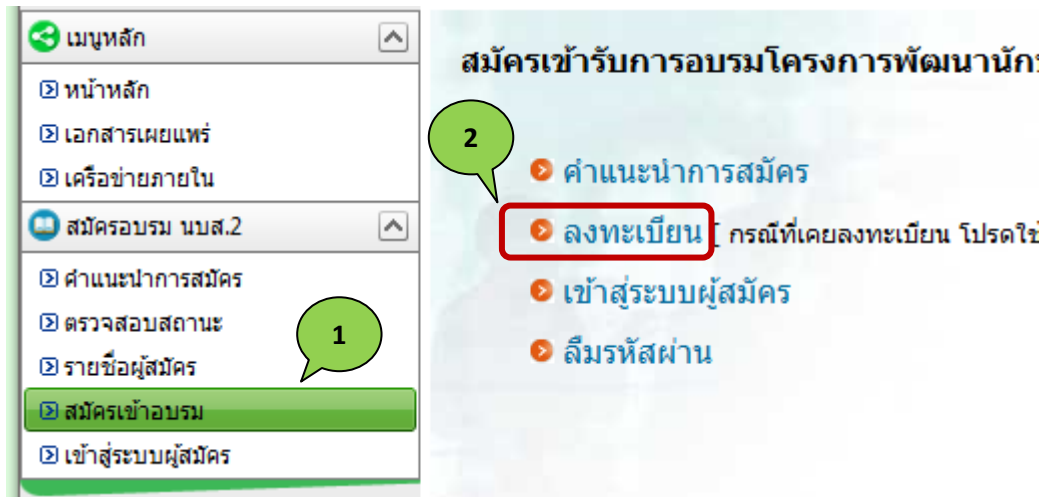 เมนูหลัก
หน้าหลัก
เอกสารเผยแพร่
เครือข่ายภายใน
สมัครอบรม นบส.2
คำแนะนำการสมัคร
ตรวจสอบสถานะ
รายชื่อผู้สมัคร
1
สมัครเข้าอบรม
เข้าสู่ระบบผู้สมัคร
สมัครเข้ารับการอบรมโครงการพัฒนานัก
2
คำแนะนำการสมัคร
ลงทะเบียน [ กรณีที่เคยลงทะเบียน โปรดใช้
เข้าสู่ระบบผู้สมัคร
ลืมรหัสผ่าน